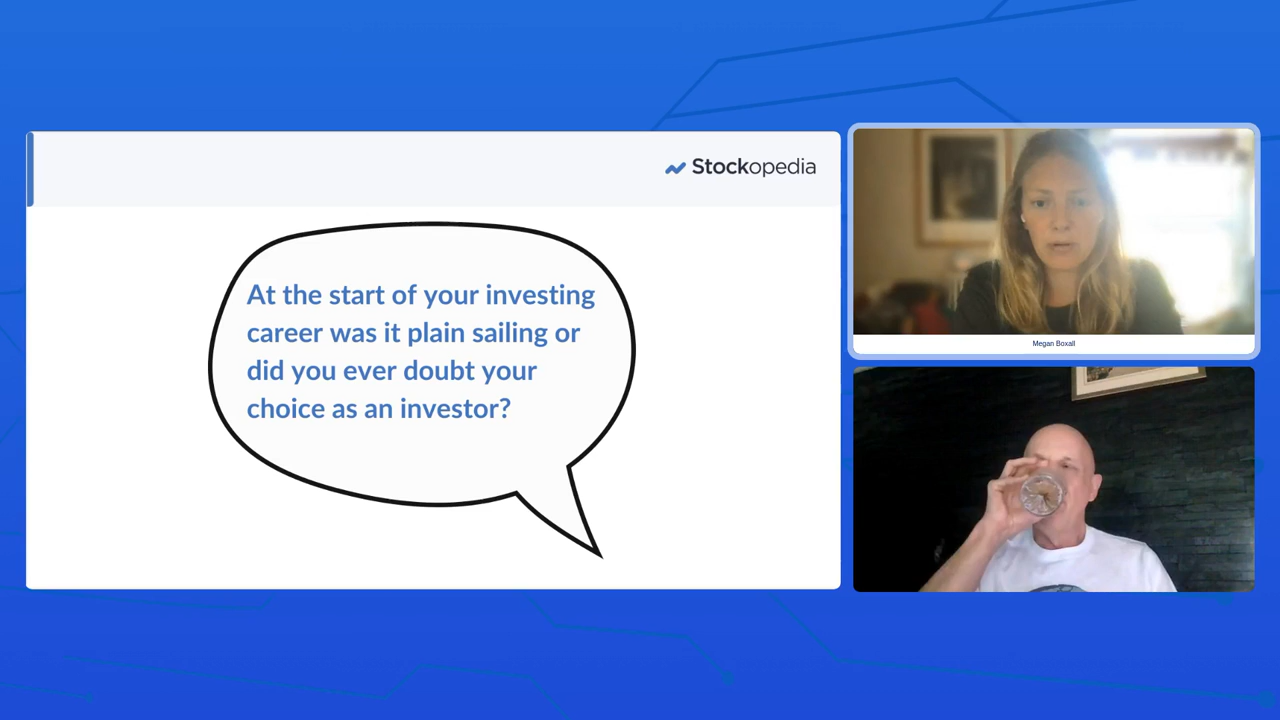 Stockopedia
At the start of your investing
career was it plain sailing or
did you ever doubt your
choice as an investor?
Megan Boxall